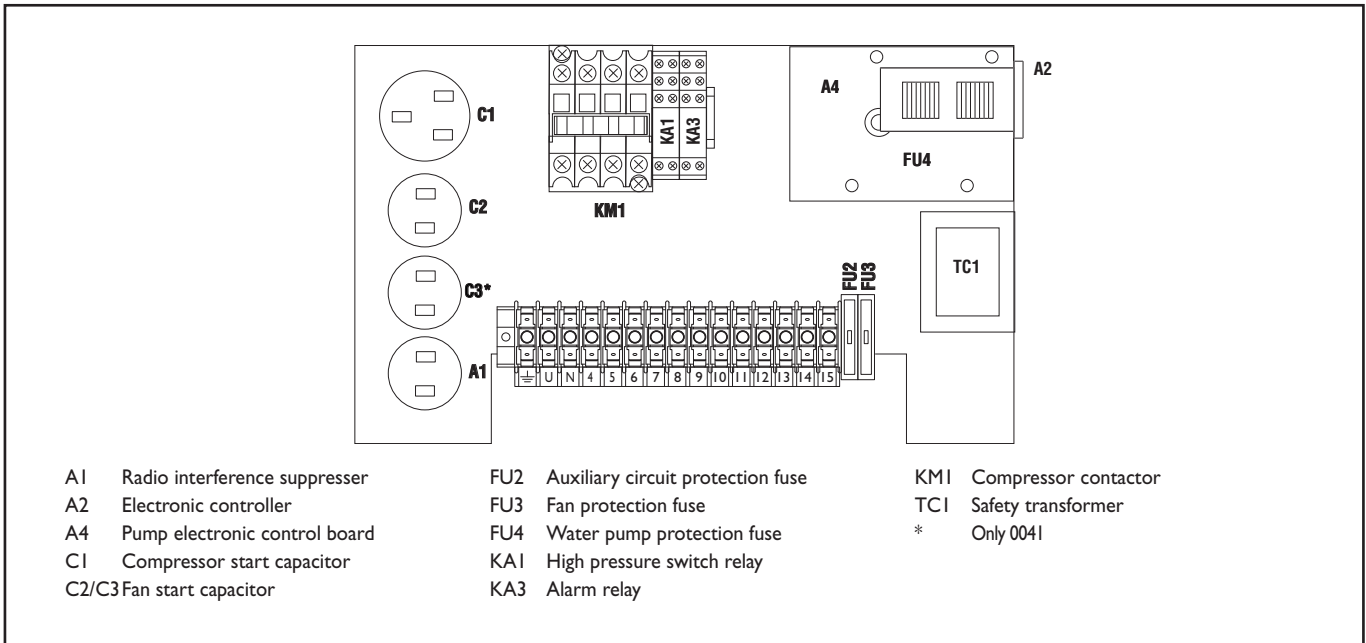 A2
A4
C1
KA1
KA3
FU4
C2
KM1
TC1
FU2
FU3
C3*
A1
U N 4 5 6 7 8 9 10 11 12 13 14 15
A1 Radio interference suppresser
A2 Electronic controller
A4 Pump electronic control board
C1 Compressor start capacitor
C2/C3 Fan start capacitor
FU2 Auxiliary circuit protection fuse
FU3 Fan protection fuse
FU4 Water pump protection fuse
KA1 High pressure switch relay
KA3 Alarm relay
KM1 Compressor contactor
TC1 Safety transformer
* Only 0041